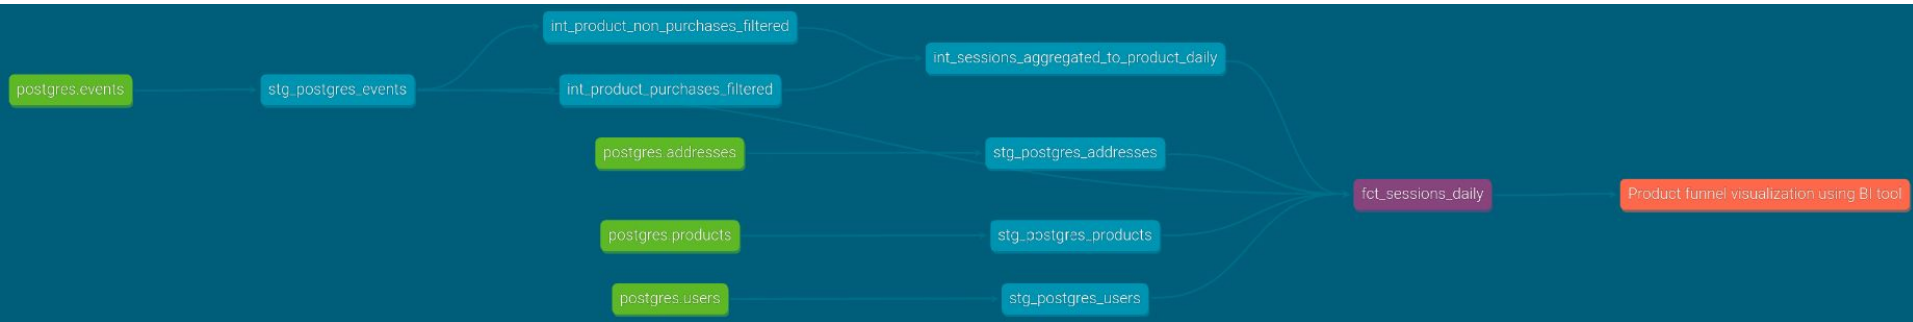 int_product_non_purchases_filtered
int_sessions_aggregated_to_product_daily
postgres.events
stg_postgres_events
int_product_purchases_filtered
postgres.addresses
stg_postgres_addresses
fct_sessions_daily
Product funnel visualization using BI tool
postgres.products
stg_postgres_products
postgres.users
stg_postgres_users